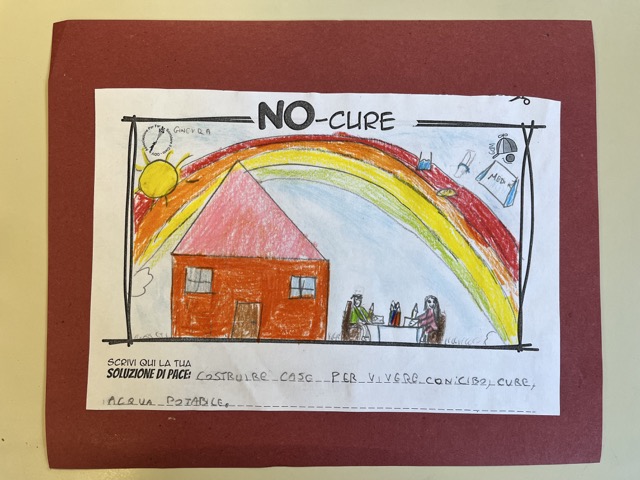 NO-CURE
GINEVRA
MED
SCRIVI QUI LA TUA
SOLUZIONE DI PACE: COSTRUIRE CASE PER VIVERE CON: CIBO, CURE,
ACQUA POTABILE.